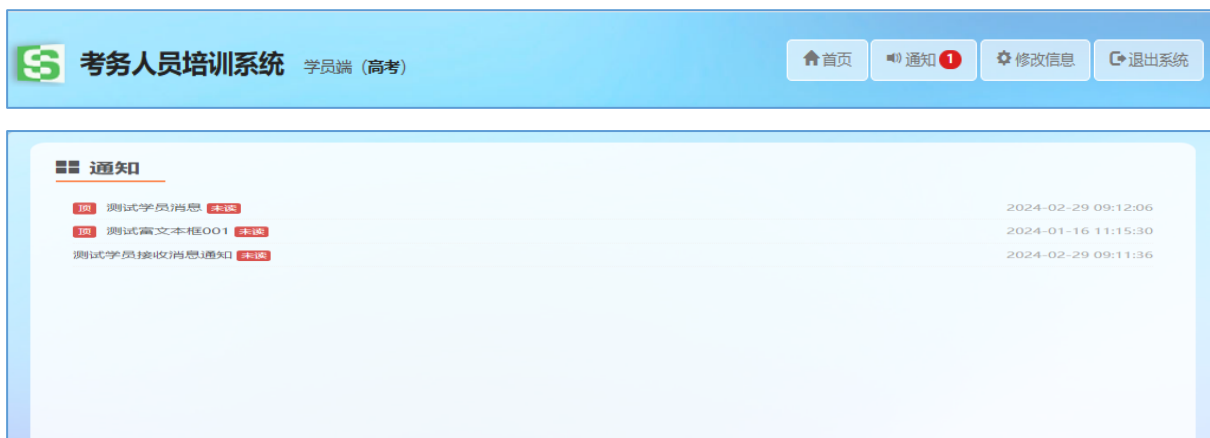 考务人员培训系统 学员端 (高考) 首页 通知 1 修改信息 退出系统
通知
顶 测试学员消息 未读 2024-02-29 09:12:06
顶 测试富文本框001 未读 2024-01-16 11:15:30
测试学员接收消息通知 未读 2024-02-29 09:11:36